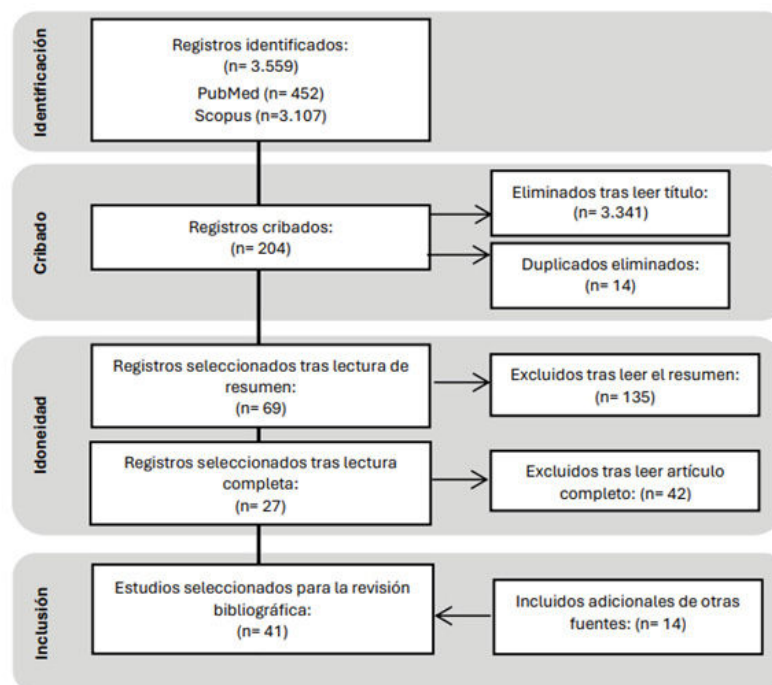 Identificación
Registros identificados:
(n= 3.559)
PubMed (n= 452)
Scopus (n=3.107)
Cribado
Registros cribados:
(n= 204)
Eliminados tras leer título:
(n= 3.341)
Duplicados eliminados:
(n= 14)
Idoneidad
Registros seleccionados tras lectura de
resumen:
(n= 69)
Excluidos tras leer el resumen:
(n= 135)
Registros seleccionados tras lectura
completa:
(n= 27)
Excluidos tras leer artículo
completo: (n= 42)
Inclusión
Estudios seleccionados para la revisión
bibliográfica:
(n= 41)
Incluidos adicionales de otras
fuentes: (n= 14)